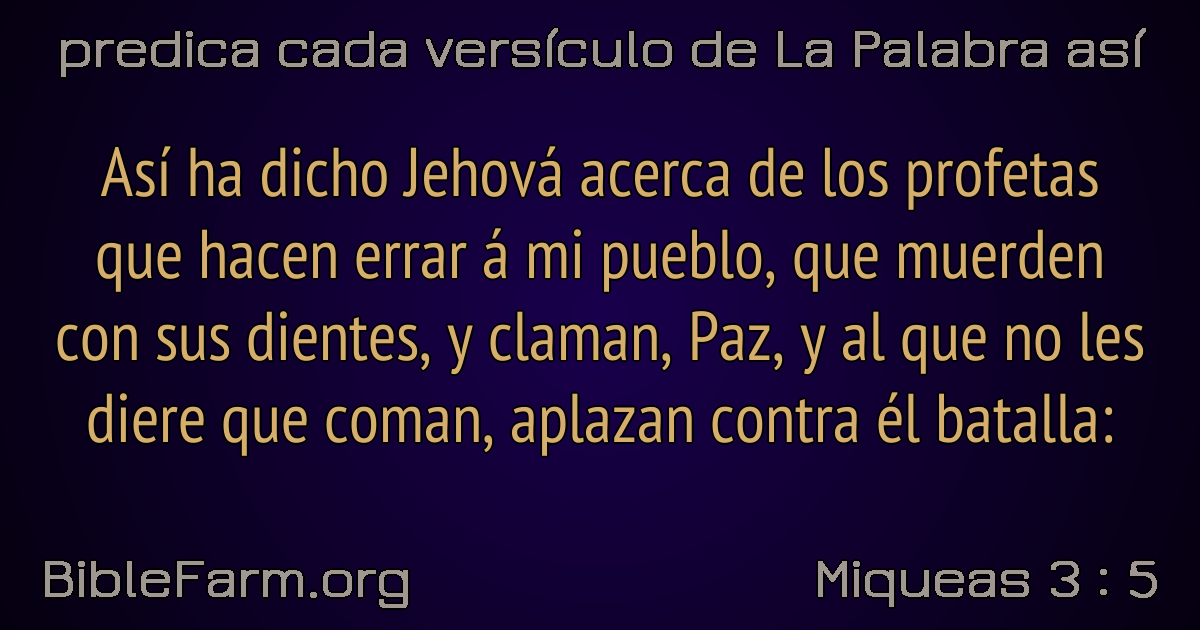 predica cada versículo de La Palabra así
Así ha dicho Jehová acerca de los profetas
que hacen errar á mi pueblo, que muerden
con sus dientes, y claman, Paz, y al que no les
diere que coman, aplazan contra él batalla:
BibleFarm.org
Miqueas 3 : 5